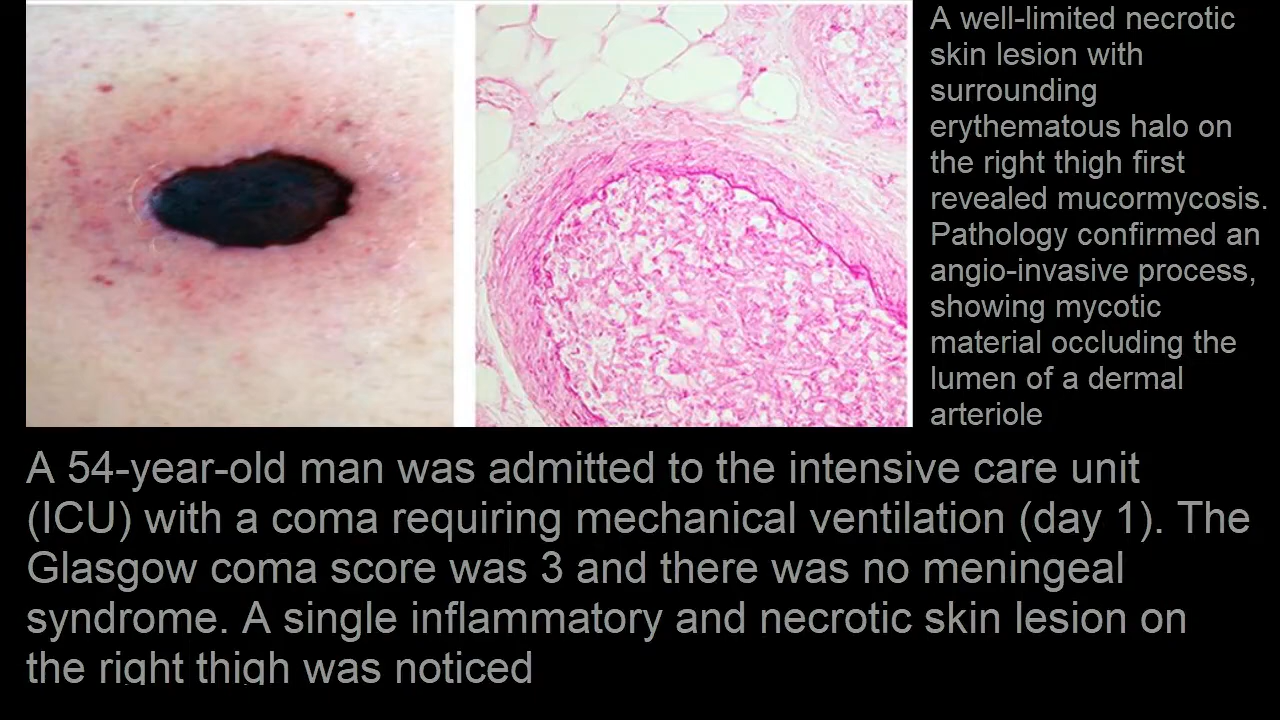 A well-limited necrotic
skin lesion with
surrounding
erythematous halo on
the right thigh first
revealed mucormycosis.
Pathology confirmed an
angio-invasive process,
showing mycotic
material occluding the
lumen of a dermal
arteriole
A 54-year-old man was admitted to the intensive care unit
(ICU) with a coma requiring mechanical ventilation (day 1). The
Glasgow coma score was 3 and there was no meningeal
syndrome. A single inflammatory and necrotic skin lesion on
the right thigh was noticed